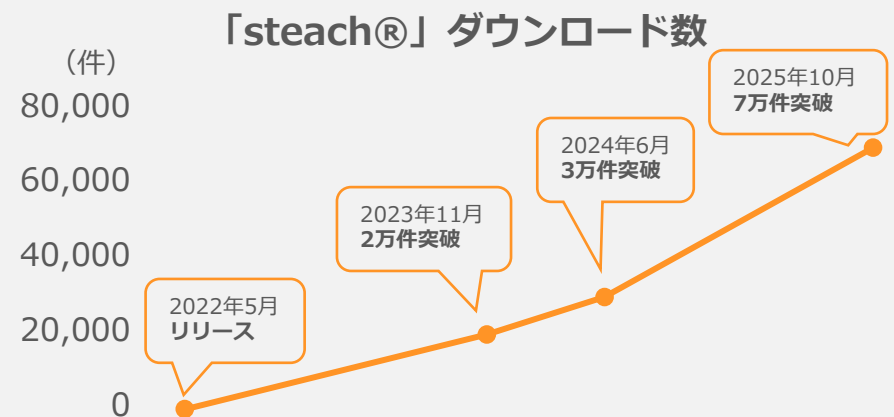 「steach®」ダウンロード数
（件）
80,000
60,000
40,000
20,000
0
2022年5月
リリース
2023年11月
2万件突破
2024年6月
3万件突破
2025年10月
7万件突破